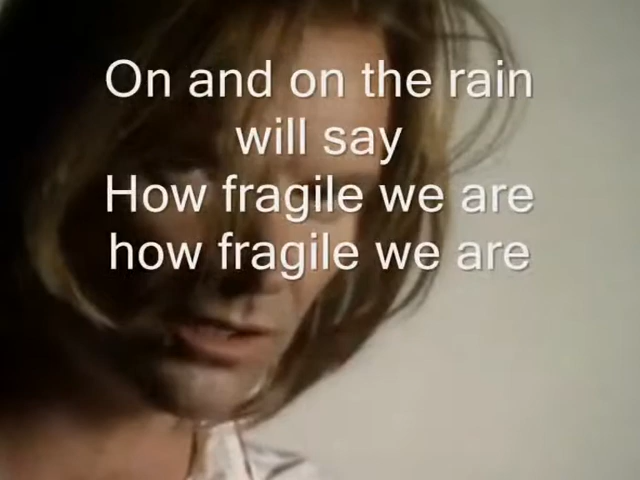 On and on the rain
will say
How fragile we are
how fragile we are